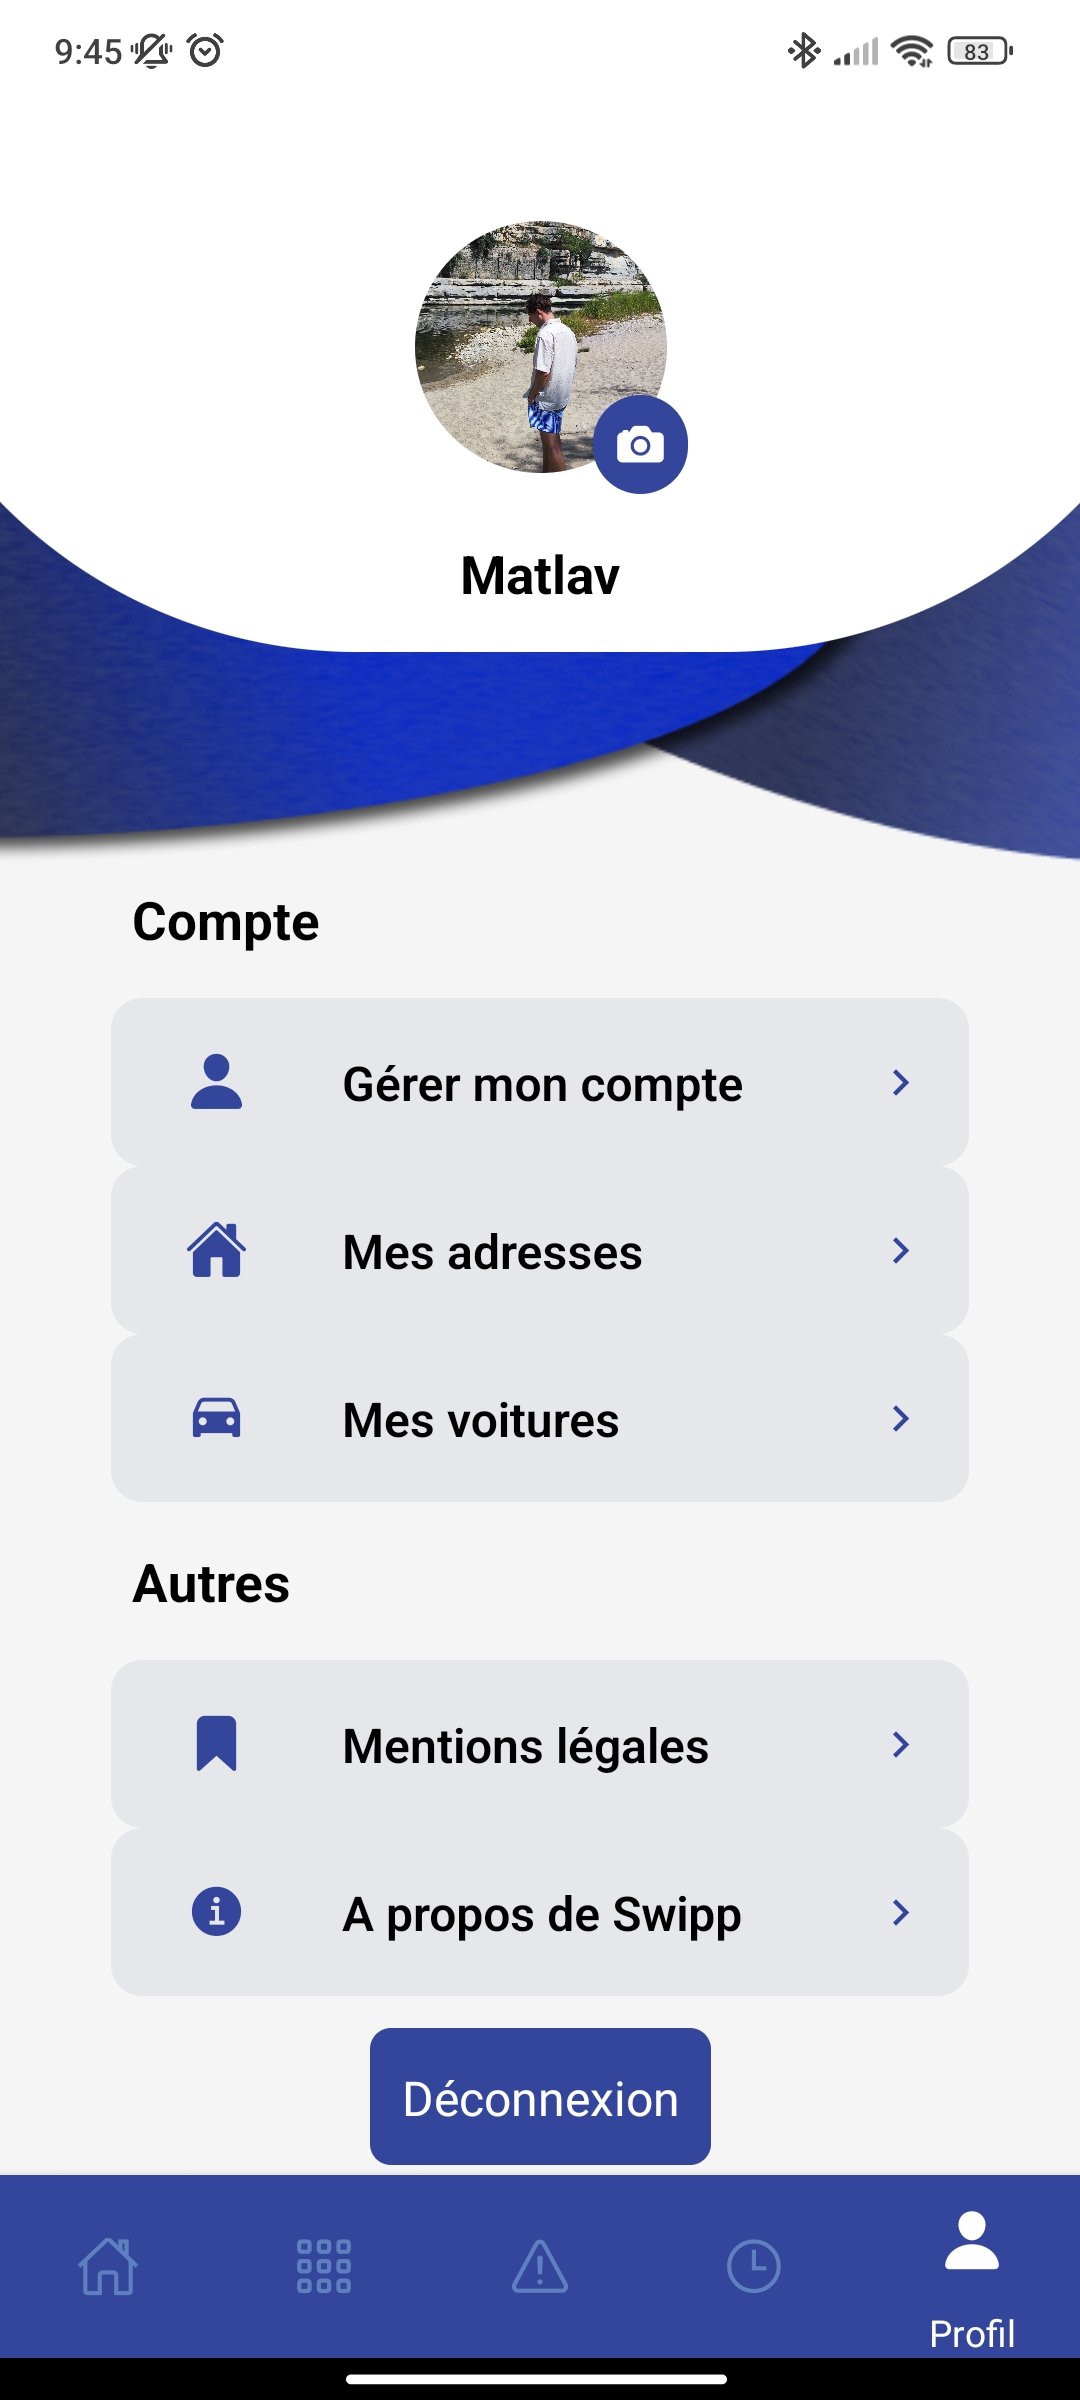 9:45
83
Matlav
Compte
Gérer mon compte
Mes adresses
Mes voitures
Autres
Mentions légales
A propos de Swipp
Déconnexion
Profil